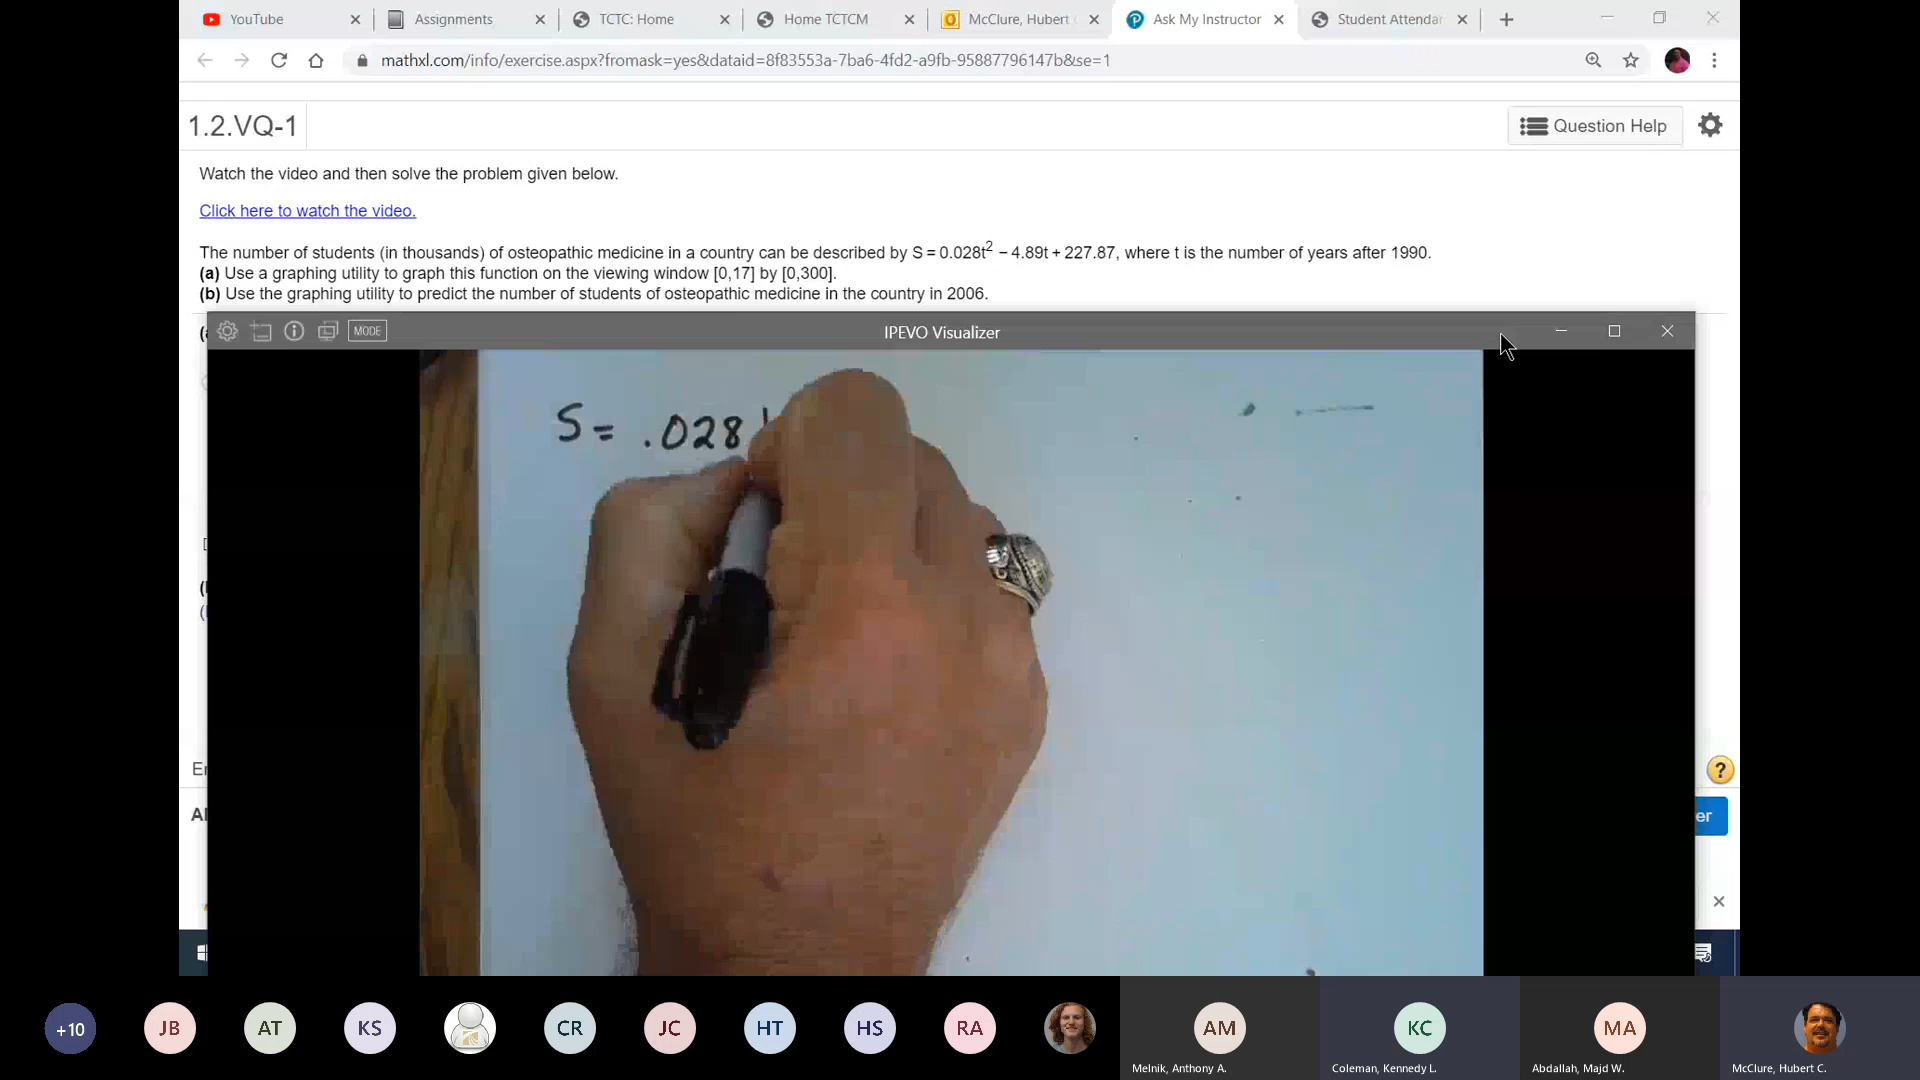 YouTube
Assignments
TCTC: Home
Home TCTCM
McClure, Hubert
Ask My Instructor
Student Attendar
mathxl.com/info/exercise.aspx?fromask=yes&dataid=8f83553a-7ba6-4fd2-a9fb-95887796147b&se=1
1.2.VQ-1
Question Help
Watch the video and then solve the problem given below.
Click here to watch the video.
The number of students (in thousands) of osteopathic medicine in a country can be described by S = 0.028t² − 4.89t + 227.87, where t is the number of years after 1990.
(a) Use a graphing utility to graph this function on the viewing window [0,17] by [0,300].
(b) Use the graphing utility to predict the number of students of osteopathic medicine in the country in 2006.
MODE
IPEVO Visualizer
S = .028
?
er
+10
JB
AT
KS
CR
JC
HT
HS
RA
AM
KC
MA
Melnik, Anthony A.
Coleman, Kennedy L.
Abdallah, Majd W.
McClure, Hubert C.